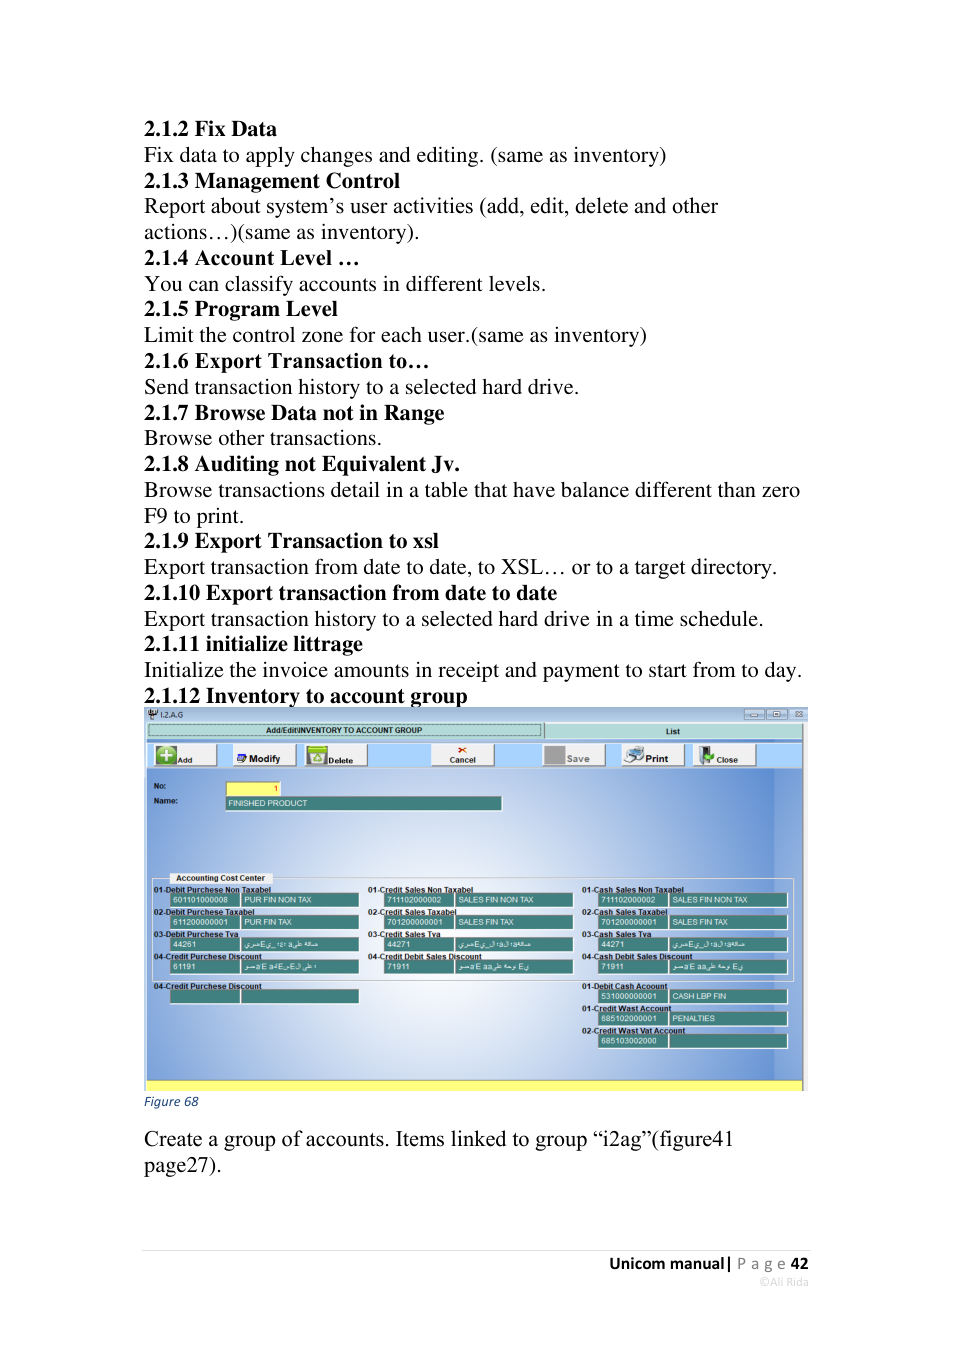 2.1.2 Fix Data
Fix data to apply changes and editing. (same as inventory)
2.1.3 Management Control
Report about system’s user activities (add, edit, delete and other
actions…)(same as inventory).
2.1.4 Account Level …
You can classify accounts in different levels.
2.1.5 Program Level
Limit the control zone for each user.(same as inventory)
2.1.6 Export Transaction to…
Send transaction history to a selected hard drive.
2.1.7 Browse Data not in Range
Browse other transactions.
2.1.8 Auditing not Equivalent Jv.
Browse transactions detail in a table that have balance different than zero
F9 to print.
2.1.9 Export Transaction to xsl
Export transaction from date to date, to XSL… or to a target directory.
2.1.10 Export transaction from date to date
Export transaction history to a selected hard drive in a time schedule.
2.1.11 initialize littrage
Initialize the invoice amounts in receipt and payment to start from to day.
2.1.12 Inventory to account group
I.2.A.G
Add/Edit\INVENTORY TO ACCOUNT GROUP List
Add Modify Delete Cancel Save Print Close
No: 1
Name: FINISHED PRODUCT
Accounting Cost Center
01-Debit Purchese Non Taxabel 01-Credit Sales Non Taxabel 01-Cash Sales Non Taxabel
601101000008 PUR FIN NON TAX 711102000002 SALES FIN NON TAX 711102000002 SALES FIN NON TAX
02-Debit Purchese Taxabel 02-Credit Sales Taxabel 02-Cash Sales Taxabel
611200000001 PUR FIN TAX 701200000001 SALES FIN TAX 701200000001 SALES FIN TAX
03-Debit Purchese Tva 03-Credit Sales Tva 03-Cash Sales Tva
44261 44271 44271
04-Credit Purchese Discount 04-Credit Debit Sales Discount 04-Cash Debit Sales Discount
61191 71911 71911
04-Credit Purchese Discount 01-Debit Cash Acoount
531000000001 CASH LBP FIN
01-Credit Wast Account
685102000001 PENALTIES
02-Credit Wast Vat Account
685103002000
Figure 68
Create a group of accounts. Items linked to group “i2ag”(figure41
page27).
Unicom manual| P a g e 42
©Ali Rida